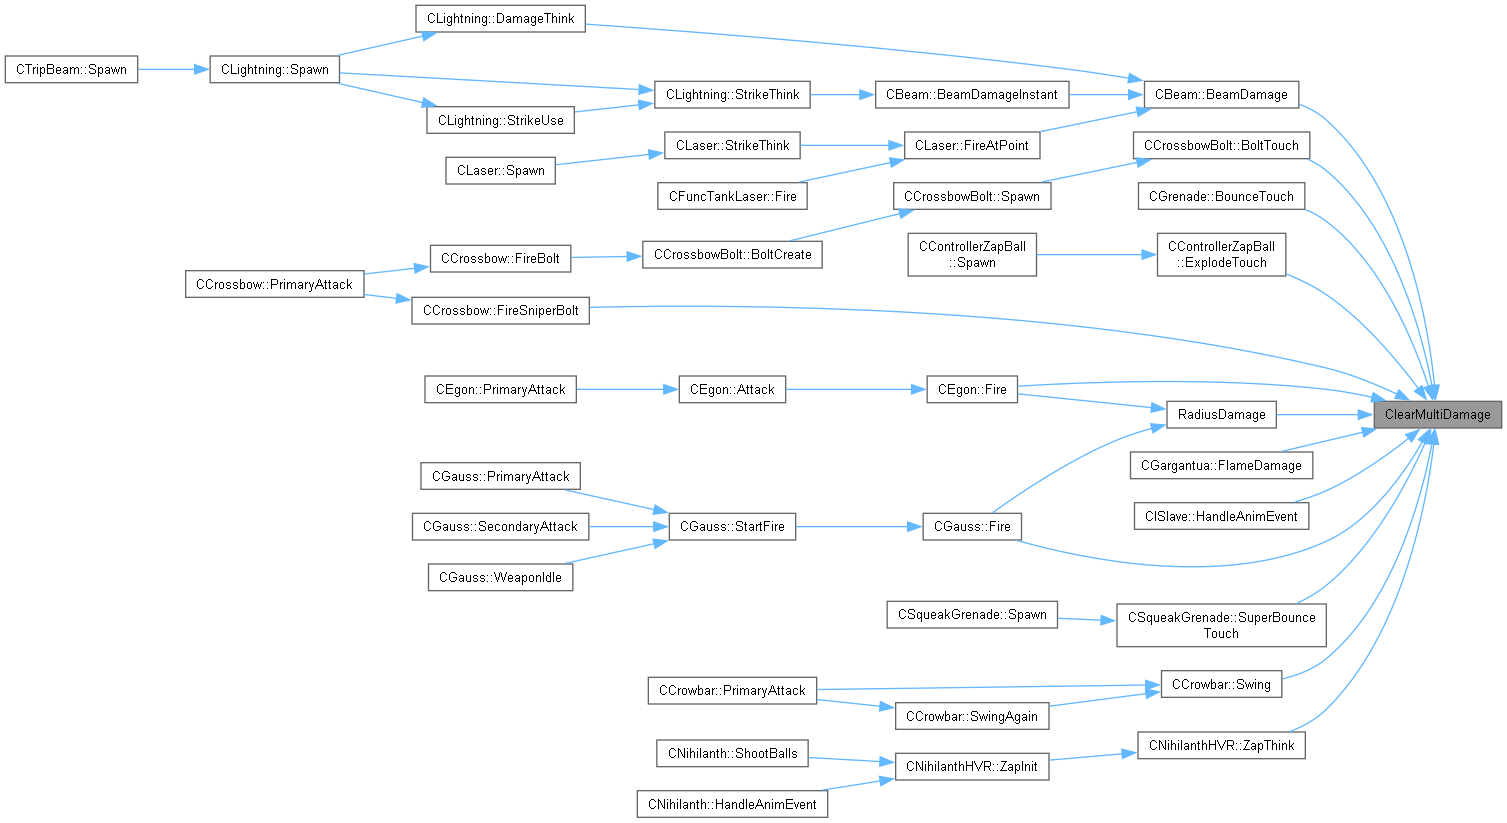 CLightning::DamageThink
CTripBeam::Spawn
CLightning::Spawn
CLightning::StrikeThink
CBeam::BeamDamageInstant
CBeam::BeamDamage
CLightning::StrikeUse
CLaser::StrikeThink
CLaser::FireAtPoint
CCrossbowBolt::BoltTouch
CLaser::Spawn
CFuncTankLaser::Fire
CCrossbowBolt::Spawn
CGrenade::BounceTouch
CCrossbow::FireBolt
CCrossbowBolt::BoltCreate
CControllerZapBall
::Spawn
CControllerZapBall
::ExplodeTouch
CCrossbow::PrimaryAttack
CCrossbow::FireSniperBolt
CEgon::PrimaryAttack
CEgon::Attack
CEgon::Fire
RadiusDamage
ClearMultiDamage
CGargantua::FlameDamage
CGauss::PrimaryAttack
CISlave::HandleAnimEvent
CGauss::SecondaryAttack
CGauss::StartFire
CGauss::Fire
CGauss::WeaponIdle
CSqueakGrenade::Spawn
CSqueakGrenade::SuperBounce
Touch
CCrowbar::PrimaryAttack
CCrowbar::Swing
CCrowbar::SwingAgain
CNihilanth::ShootBalls
CNihilanthHVR::ZapInit
CNihilanthHVR::ZapThink
CNihilanth::HandleAnimEvent